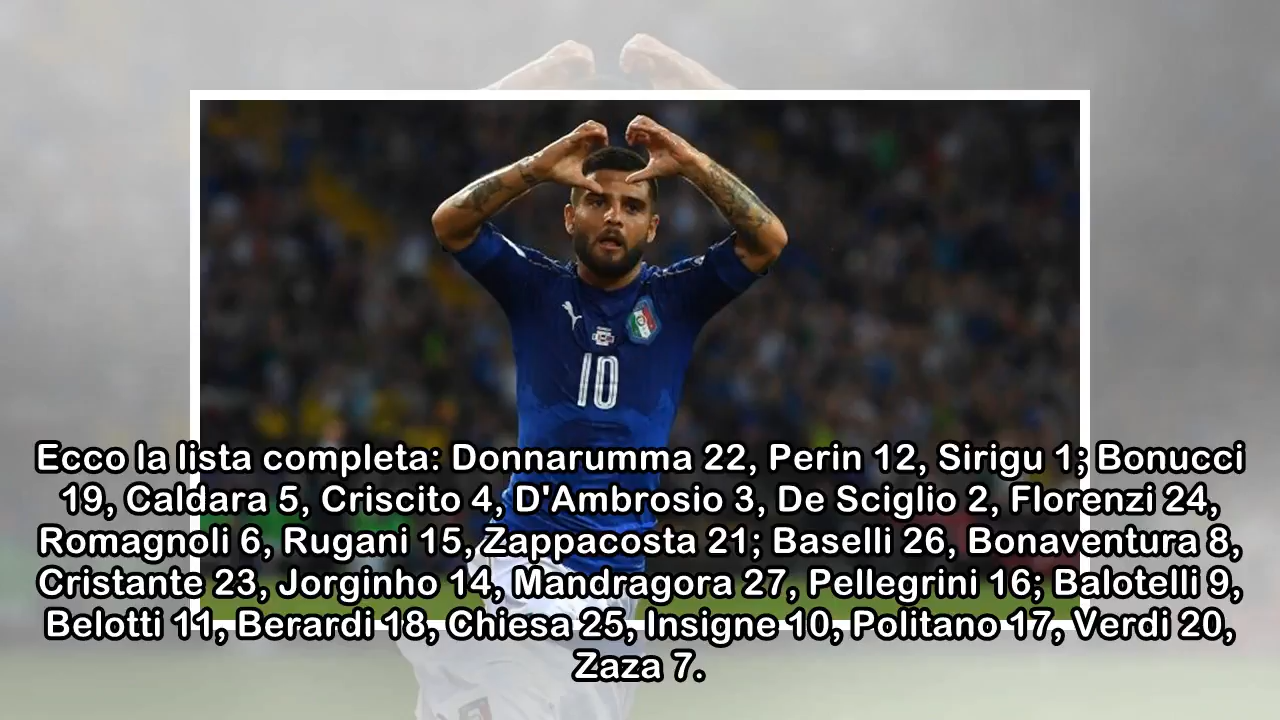 10
Ecco la lista completa: Donnarumma 22, Perin 12, Sirigu 1; Bonucci
19, Caldara 5, Criscito 4, D'Ambrosio 3, De Sciglio 2, Florenzi 24,
Romagnoli 6, Rugani 15, Zappacosta 21; Baselli 26, Bonaventura 8,
Cristante 23, Jorginho 14, Mandragora 27, Pellegrini 16; Balotelli 9,
Belotti 11, Berardi 18, Chiesa 25, Insigne 10, Politano 17, Verdi 20,
Zaza 7.